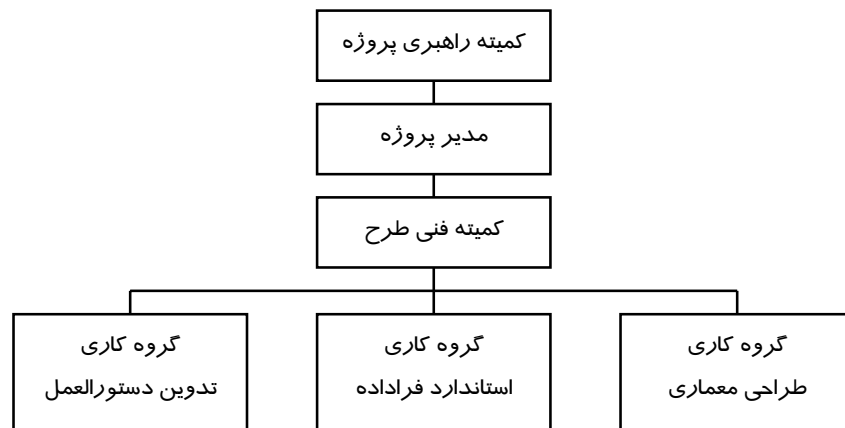 کمیته راهبری پروژه
مدیر پروژه
کمیته فنی طرح
گروه کاری
طراحی معماری
گروه کاری
استاندارد فراداده
گروه کاری
تدوین دستورالعمل